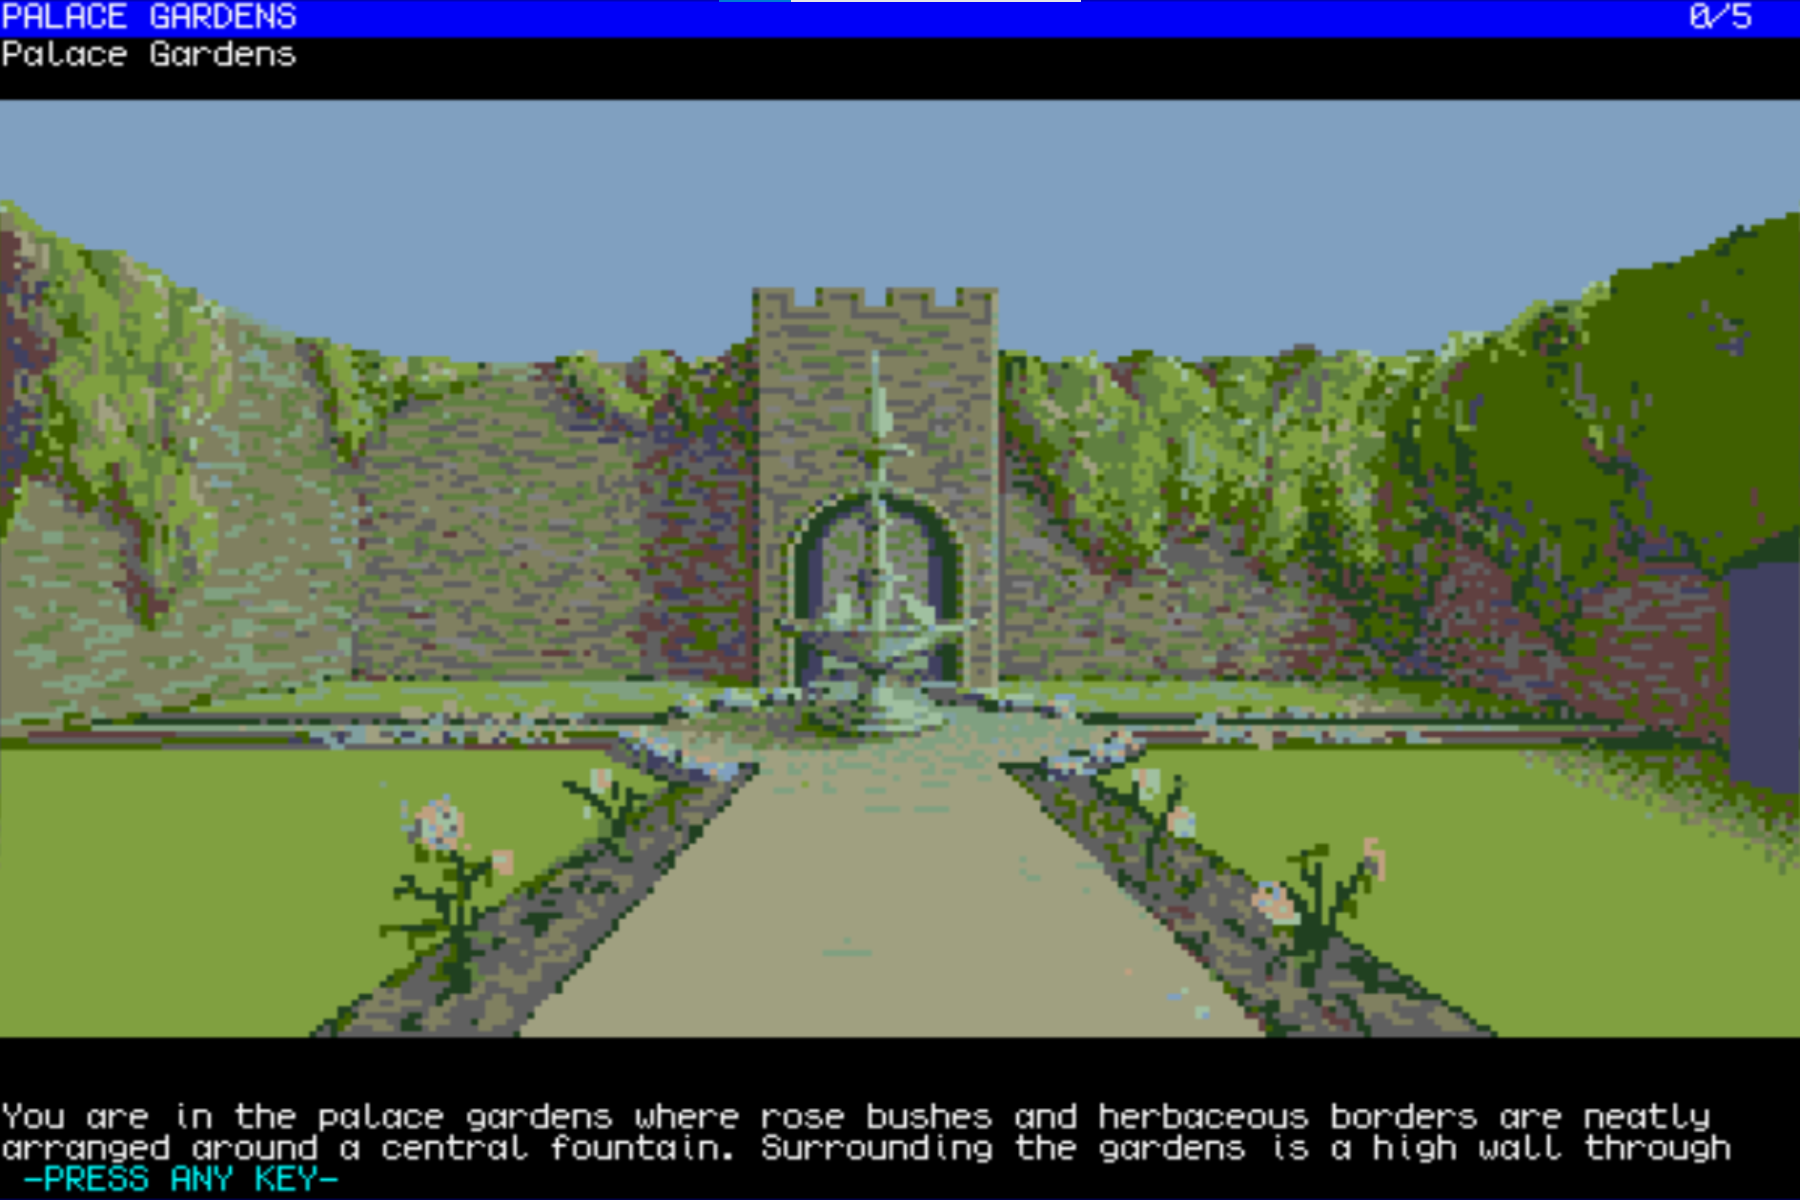 PALACE GARDENS 0/5
Palace Gardens
You are in the palace gardens where rose bushes and herbaceous borders are neatly
arranged around a central fountain. Surrounding the gardens is a high wall through
-PRESS ANY KEY-